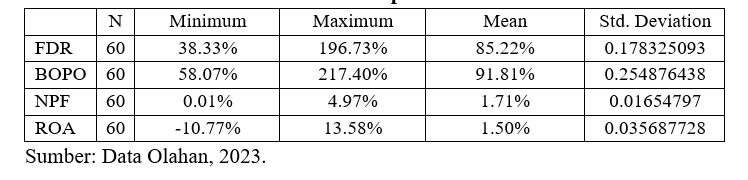 N Minimum Maximum Mean Std. Deviation
FDR 60 38.33% 196.73% 85.22% 0.178325093
BOPO 60 58.07% 217.40% 91.81% 0.254876438
NPF 60 0.01% 4.97% 1.71% 0.01654797
ROA 60 -10.77% 13.58% 1.50% 0.035687728
Sumber: Data Olahan, 2023.